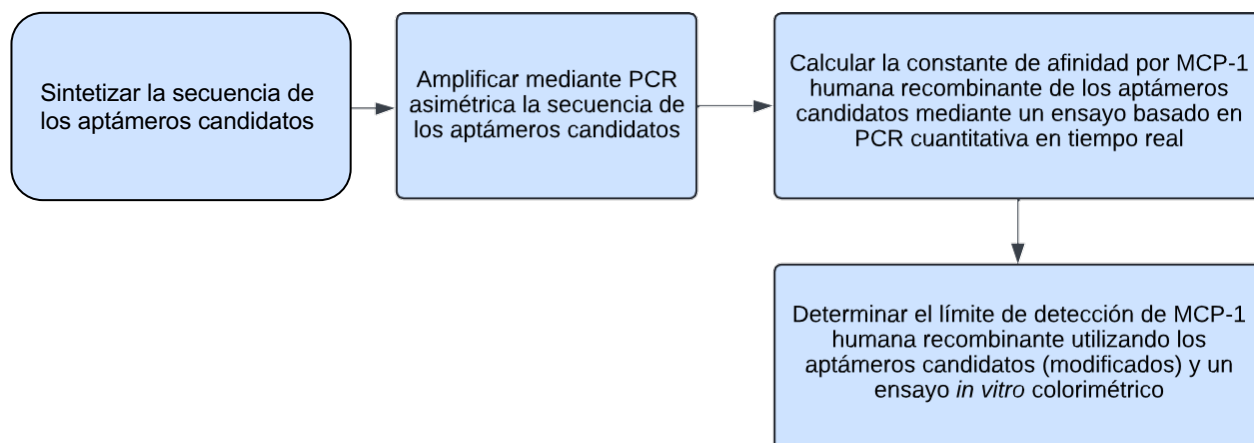 Sintetizar la secuencia de
los aptámeros candidatos
Amplificar mediante PCR
asimétrica la secuencia de
los aptámeros candidatos
Calcular la constante de afinidad por MCP-1
humana recombinante de los aptámeros
candidatos mediante un ensayo basado en
PCR cuantitativa en tiempo real
Determinar el límite de detección de MCP-1
humana recombinante utilizando los
aptámeros candidatos (modificados) y un
ensayo in vitro colorimétrico